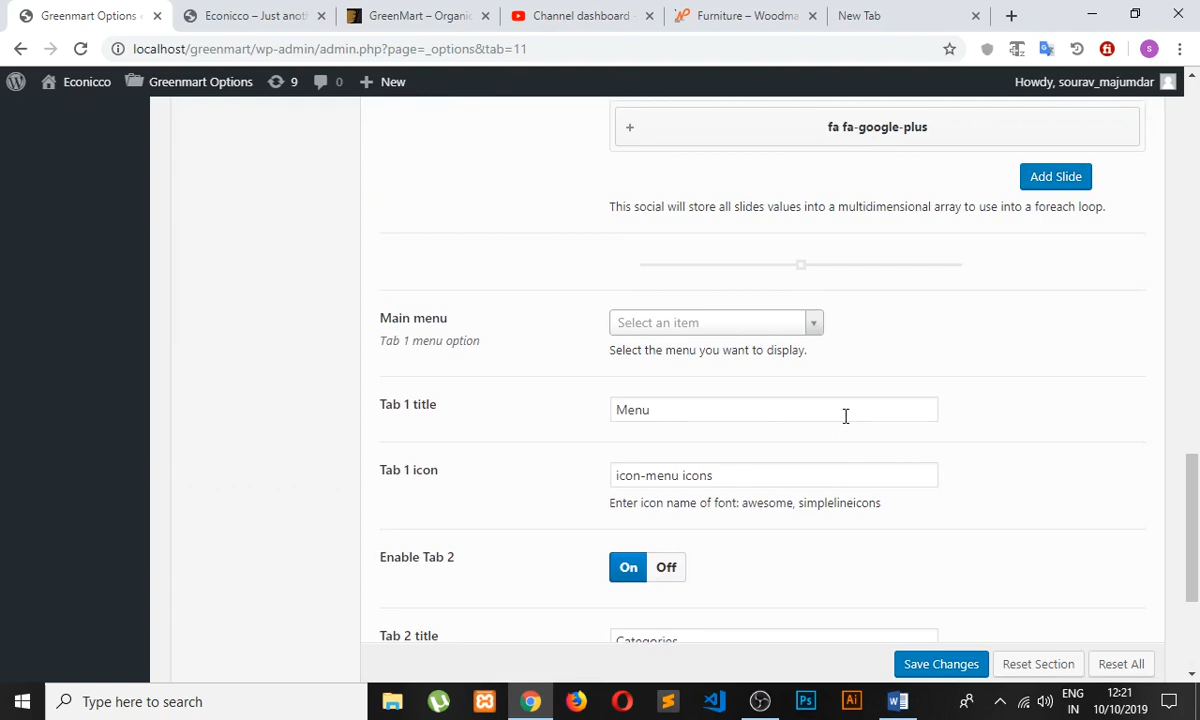 Greenmart Options
Econicco – Just anot
GreenMart – Organic
Channel dashboard -
Furniture – Woodma
New Tab
localhost/greenmart/wp-admin/admin.php?page=_options&tab=11
s
Econicco
Greenmart Options
9
0
New
Howdy, sourav_majumdar
fa fa-google-plus
Add Slide
This social will store all slides values into a multidimensional array to use into a foreach loop.
Main menu
Select an item
Tab 1 menu option
Select the menu you want to display.
Tab 1 title
Menu
Tab 1 icon
icon-menu icons
Enter icon name of font: awesome, simplelineicons
Enable Tab 2
On Off
Tab 2 title
Categories
Save Changes
Reset Section
Reset All
Type here to search
ENG
IN
12:21
10/10/2019